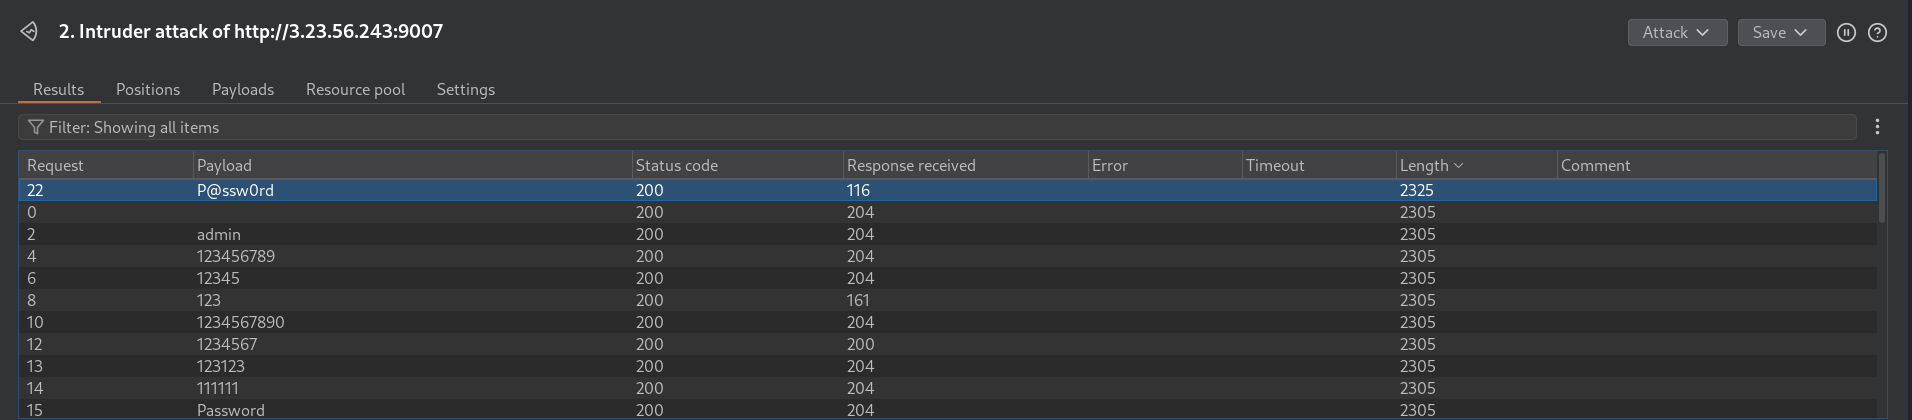 2. Intruder attack of http://3.23.56.243:9007
Attack Save
Results Positions Payloads Resource pool Settings
Filter: Showing all items
Request Payload Status code Response received Error Timeout Length Comment
22 P@ssw0rd 200 116 2325
0 200 204 2305
2 admin 200 204 2305
4 123456789 200 204 2305
6 12345 200 204 2305
8 123 200 161 2305
10 1234567890 200 204 2305
12 1234567 200 200 2305
13 123123 200 204 2305
14 111111 200 204 2305
15 Password 200 204 2305